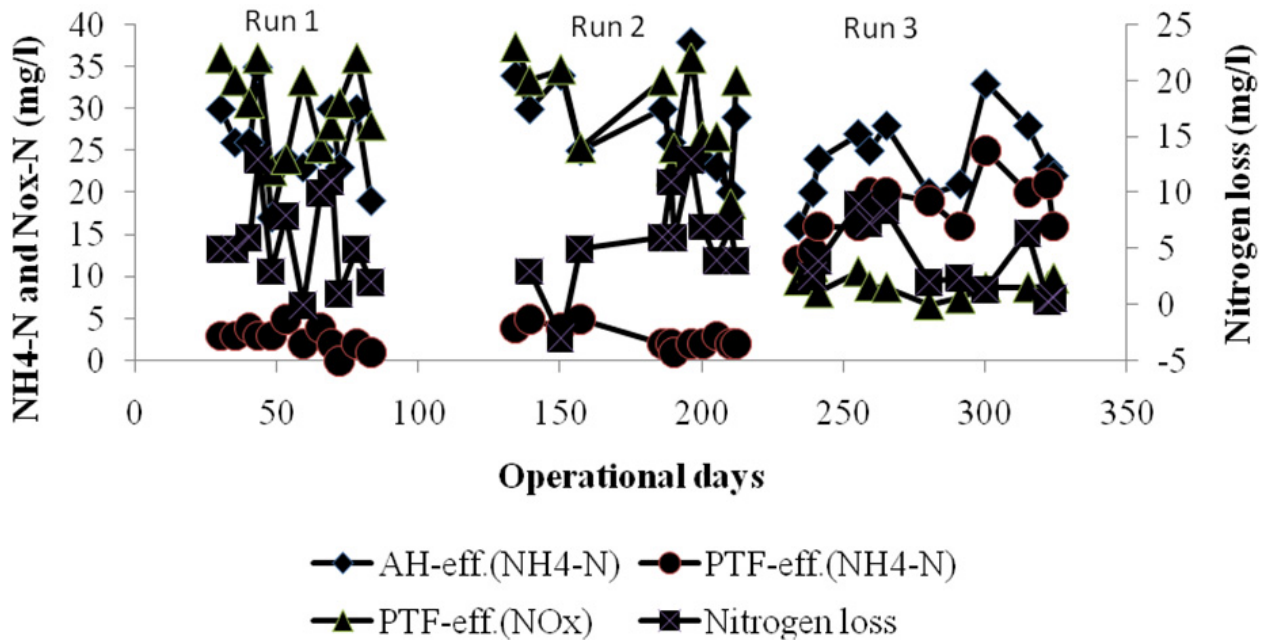 Run 1
Run 2
Run 3
NH4-N and Nox-N (mg/l)
40
35
30
25
20
15
10
5
0
Nitrogen loss (mg/l)
25
20
15
10
5
0
-5
0 50 100 150 200 250 300 350
Operational days
AH-eff.(NH4-N) PTF-eff.(NH4-N)
PTF-eff.(NOx) Nitrogen loss